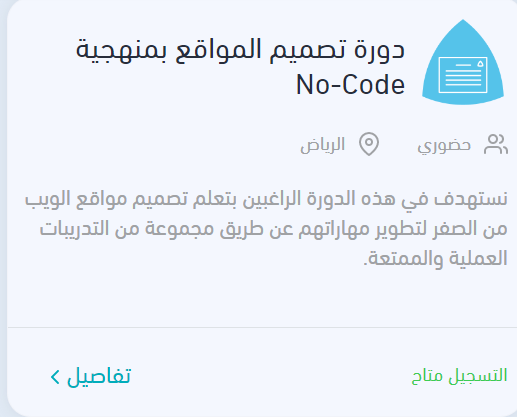 دورة تصميم المواقع بمنهجية
No-Code
حضوري
الرياض
نستهدف في هذه الدورة الراغبين بتعلم تصميم مواقع الويب
من الصفر لتطوير مهاراتهم عن طريق مجموعة من التدريبات
العملية والممتعة.
التسجيل متاح
تفاصيل